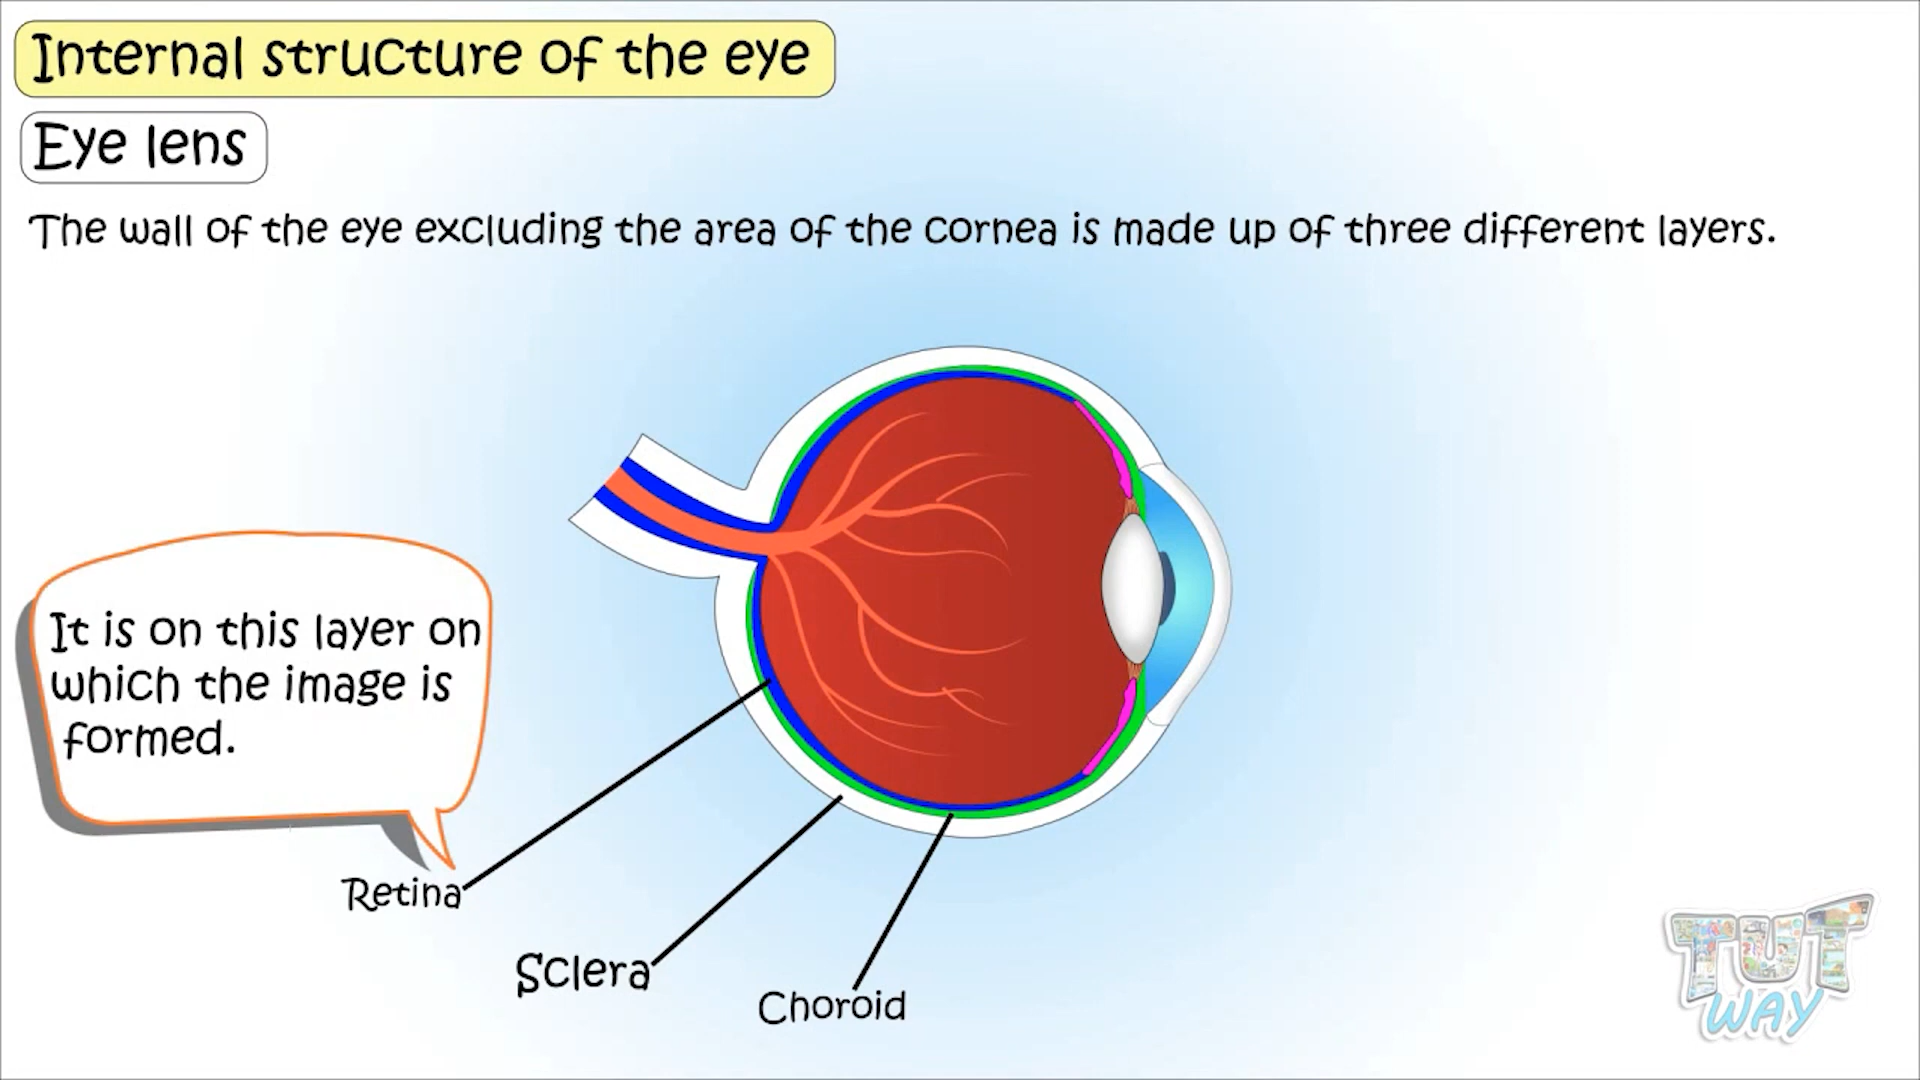 Internal structure of the eye
Eye lens
The wall of the eye excluding the area of the cornea is made up of three different layers.
It is on this layer on
which the image is
formed.
Retina
Sclera
Choroid
TUT
WAY